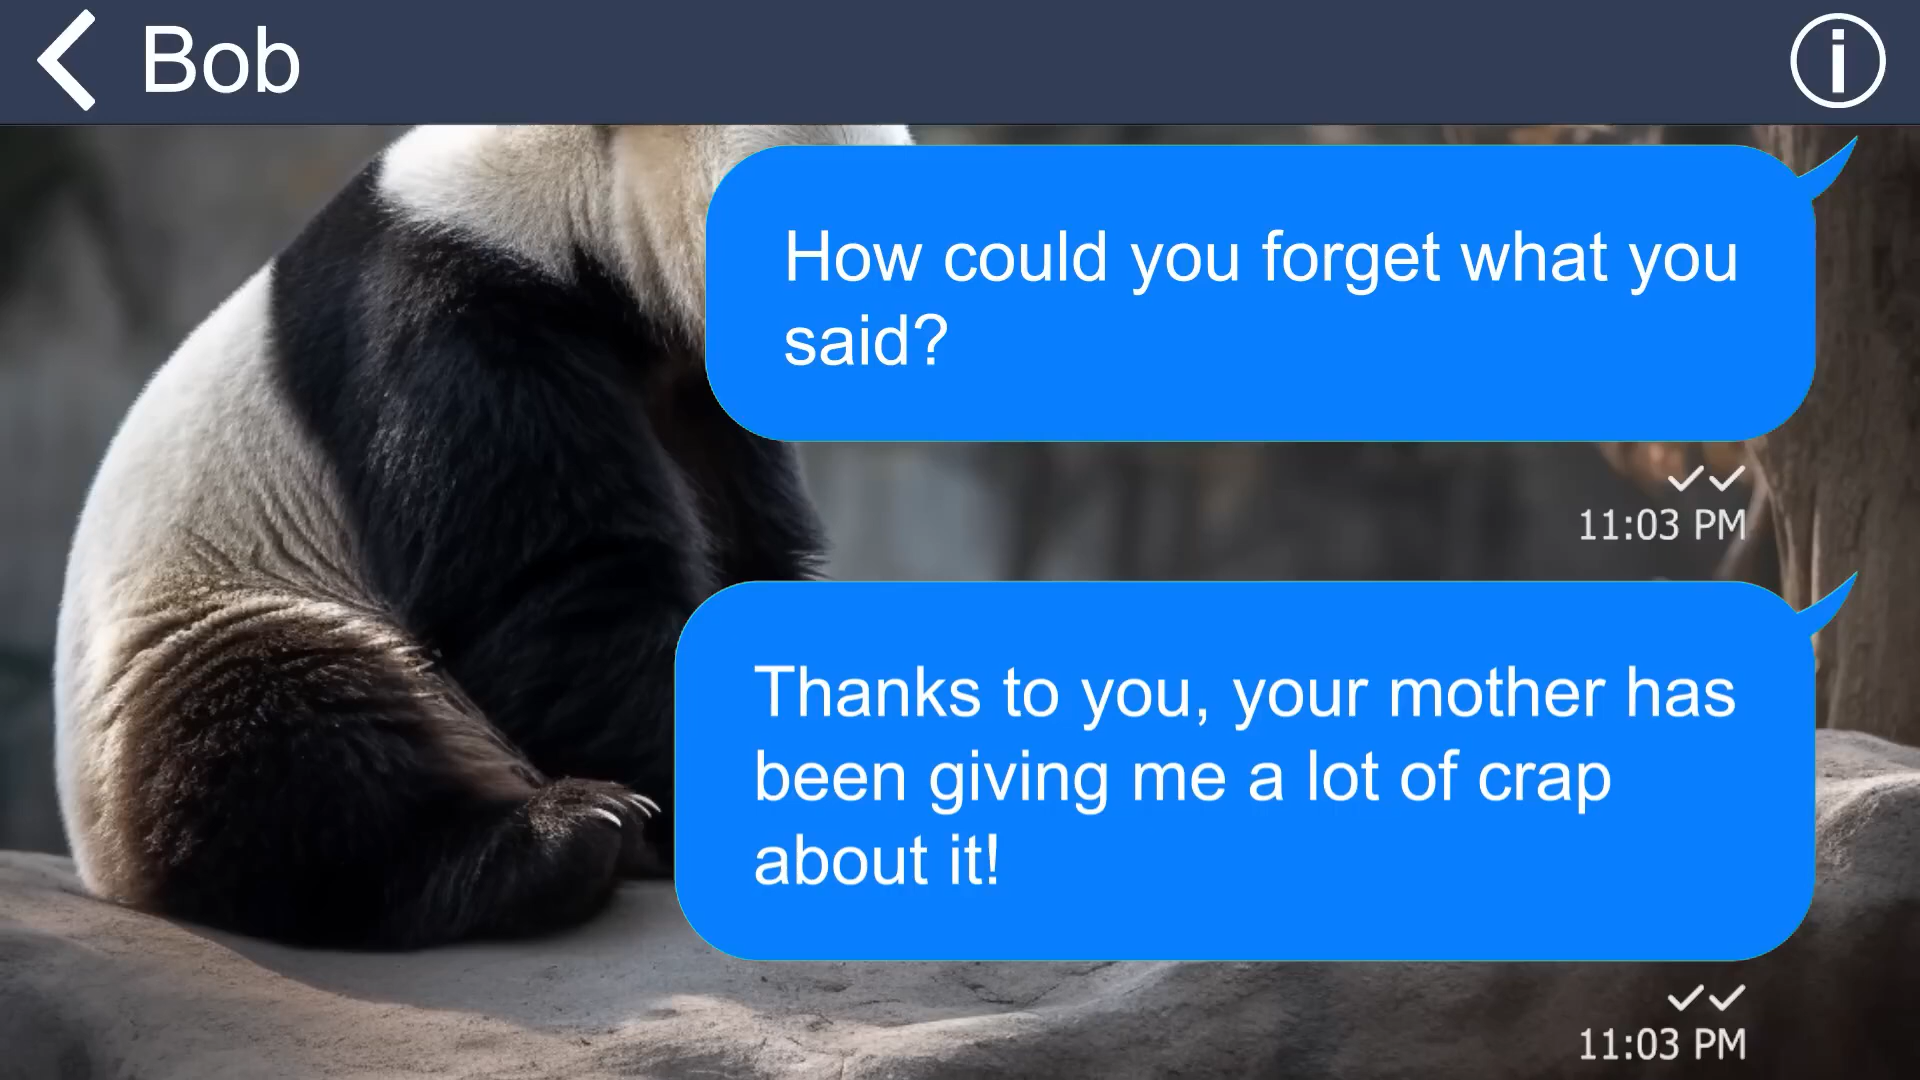 Bob
How could you forget what you
said?
11:03 PM
Thanks to you, your mother has
been giving me a lot of crap
about it!
11:03 PM